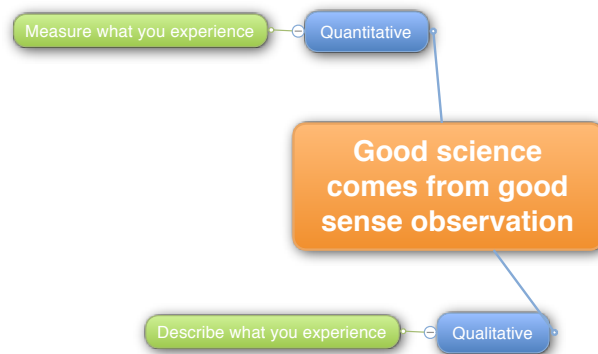 Measure what you experience
Quantitative
Good science
comes from good
sense observation
Describe what you experience
Qualitative